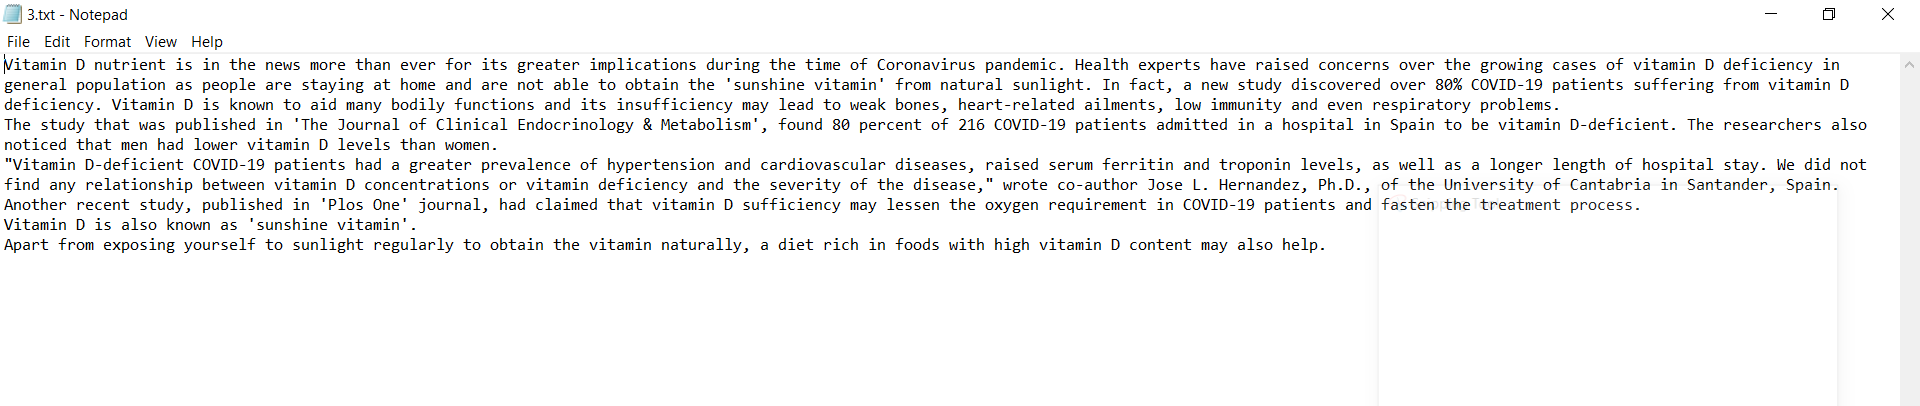 3.txt - Notepad
File Edit Format View Help
Vitamin D nutrient is in the news more than ever for its greater implications during the time of Coronavirus pandemic. Health experts have raised concerns over the growing cases of vitamin D deficiency in
general population as people are staying at home and are not able to obtain the 'sunshine vitamin' from natural sunlight. In fact, a new study discovered over 80% COVID-19 patients suffering from vitamin D
deficiency. Vitamin D is known to aid many bodily functions and its insufficiency may lead to weak bones, heart-related ailments, low immunity and even respiratory problems.
The study that was published in 'The Journal of Clinical Endocrinology & Metabolism', found 80 percent of 216 COVID-19 patients admitted in a hospital in Spain to be vitamin D-deficient. The researchers also
noticed that men had lower vitamin D levels than women.
"Vitamin D-deficient COVID-19 patients had a greater prevalence of hypertension and cardiovascular diseases, raised serum ferritin and troponin levels, as well as a longer length of hospital stay. We did not
find any relationship between vitamin D concentrations or vitamin deficiency and the severity of the disease," wrote co-author Jose L. Hernandez, Ph.D., of the University of Cantabria in Santander, Spain.
Another recent study, published in 'Plos One' journal, had claimed that vitamin D sufficiency may lessen the oxygen requirement in COVID-19 patients and fasten the treatment process.
Vitamin D is also known as 'sunshine vitamin'.
Apart from exposing yourself to sunlight regularly to obtain the vitamin naturally, a diet rich in foods with high vitamin D content may also help.